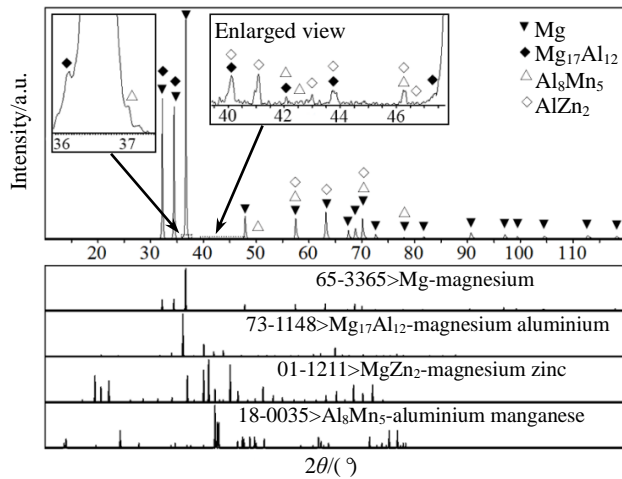 Enlarged view
Mg
Mg₁₇Al₁₂
Al₈Mn₅
AlZn₂
36 37
40 42 44 46
Intensity/a.u.
20 30 40 50 60 70 80 90 100 110
65-3365>Mg-magnesium
73-1148>Mg₁₇Al₁₂-magnesium aluminium
01-1211>MgZn₂-magnesium zinc
18-0035>Al₈Mn₅-aluminium manganese
2θ/(°)